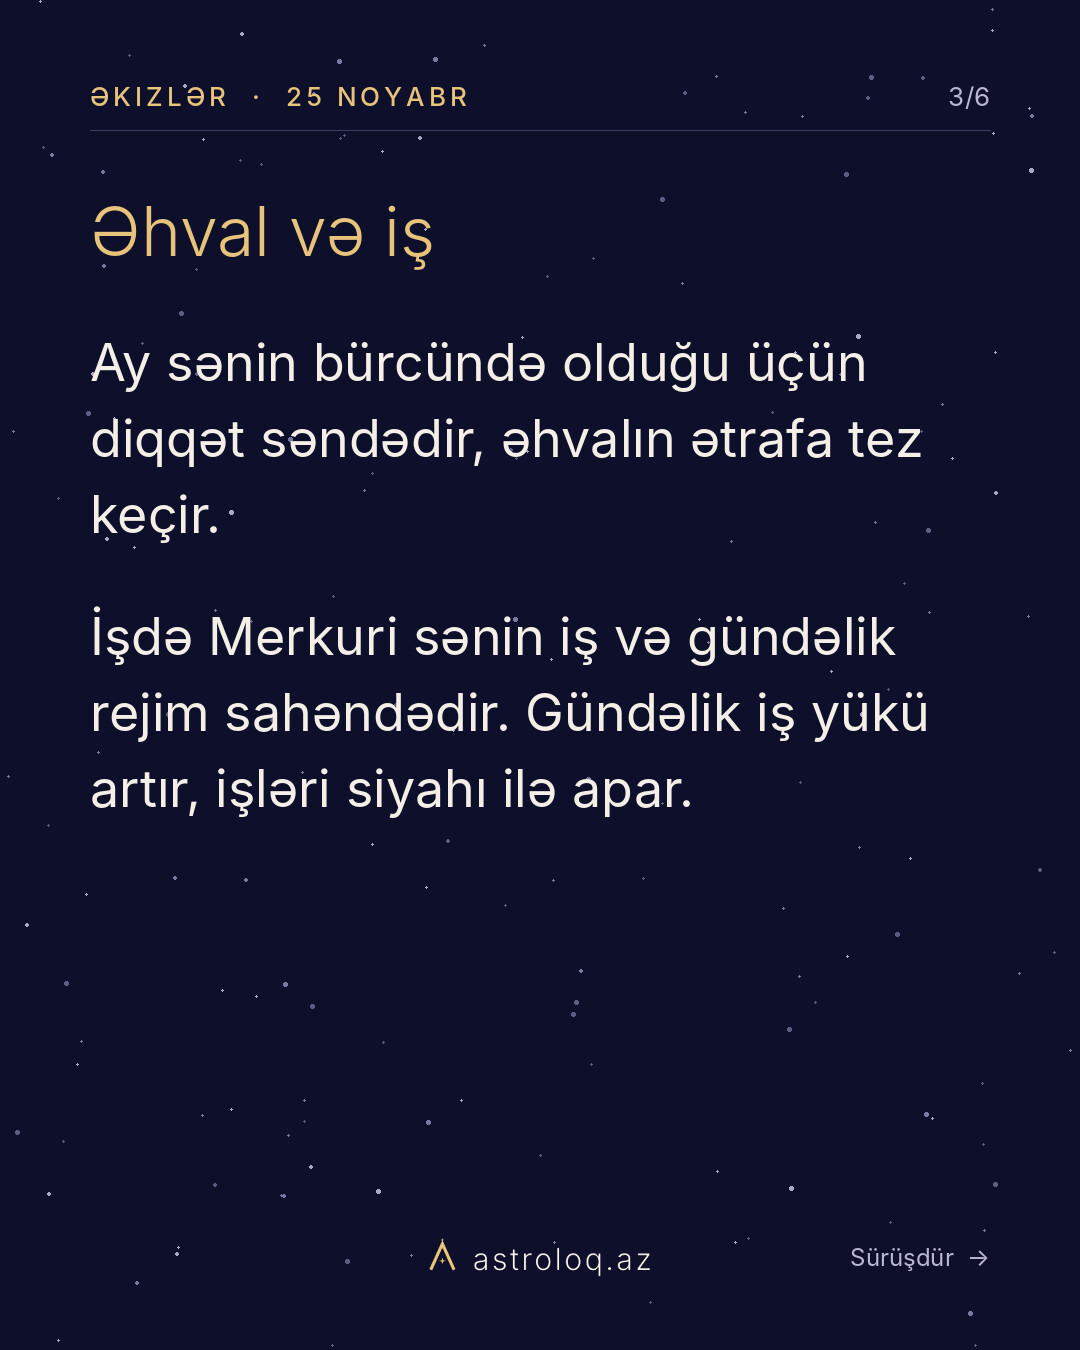 ƏKIZLƏR · 25 NOYABR
3/6
Əhval və iş
Ay sənin bürcündə olduğu üçün
diqqət səndədir, əhvalın ətrafa tez
keçir.
İşdə Merkuri sənin iş və gündəlik
rejim sahəndədir. Gündəlik iş yükü
artır, işləri siyahı ilə apar.
astroloq.az
Sürüşdür →